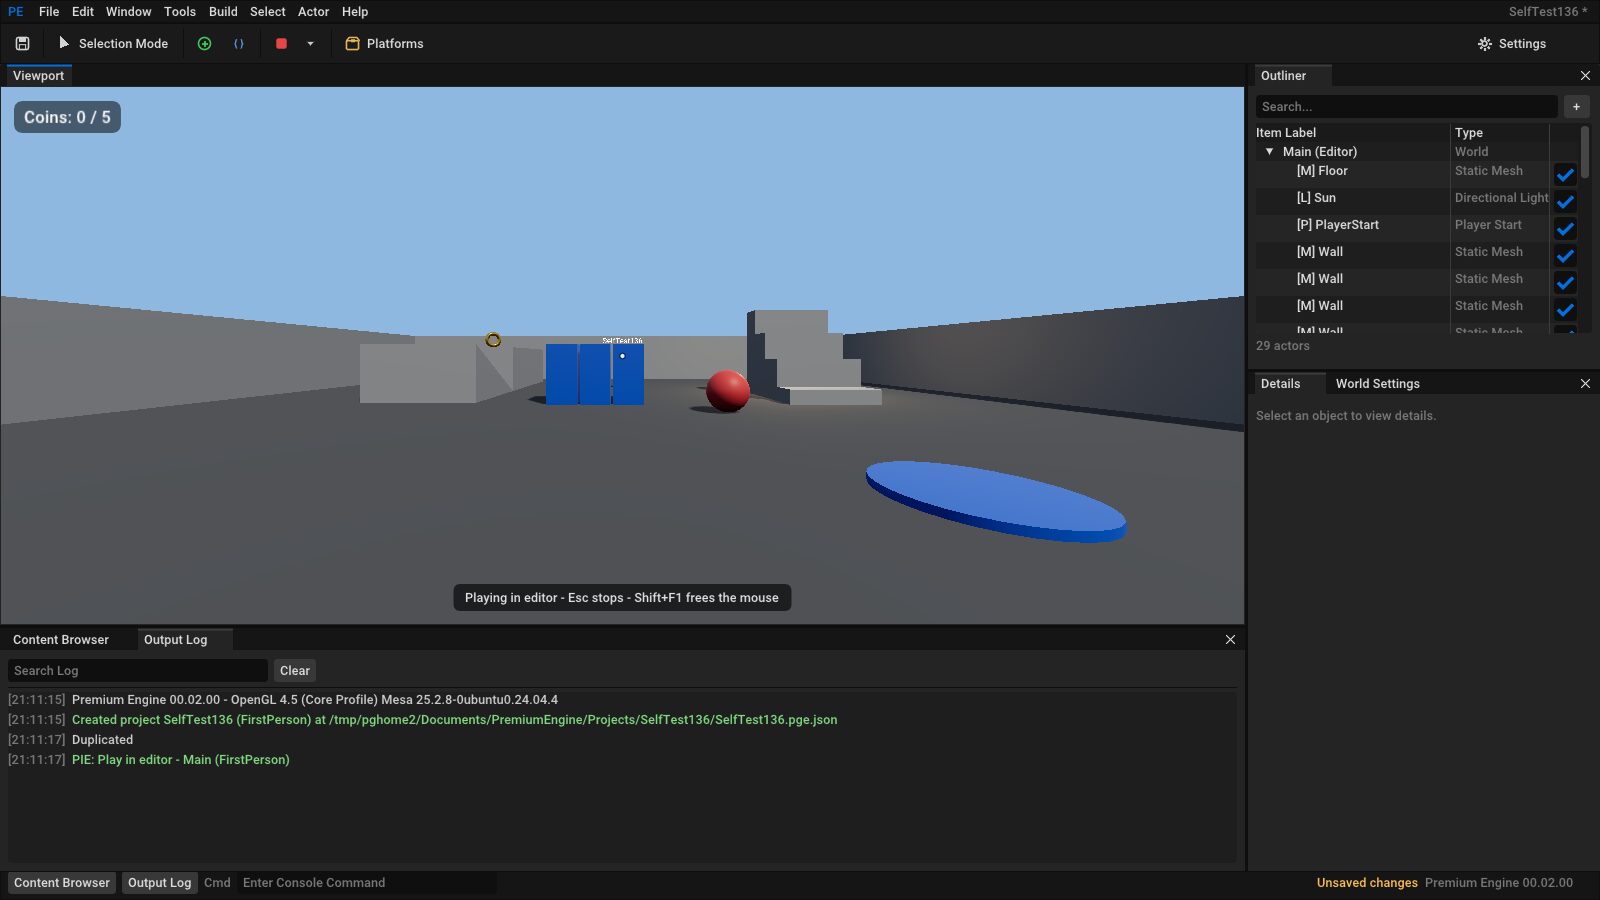 PE File Edit Window Tools Build Select Actor Help SelfTest136 *
Selection Mode Platforms Settings
Viewport
Coins: 0 / 5
SelfTest136
Playing in editor - Esc stops - Shift+F1 frees the mouse
Outliner
Search...
+
Item Label Type
Main (Editor) World
[M] Floor Static Mesh
[L] Sun Directional Light
[P] PlayerStart Player Start
[M] Wall Static Mesh
[M] Wall Static Mesh
[M] Wall Static Mesh
[M] Wall Static Mesh
29 actors
Details World Settings
Select an object to view details.
Content Browser Output Log
Search Log Clear
[21:11:15] Premium Engine 00.02.00 - OpenGL 4.5 (Core Profile) Mesa 25.2.8-0ubuntu0.24.04.4
[21:11:15] Created project SelfTest136 (FirstPerson) at /tmp/pghome2/Documents/PremiumEngine/Projects/SelfTest136/SelfTest136.pge.json
[21:11:17] Duplicated
[21:11:17] PIE: Play in editor - Main (FirstPerson)
Content Browser Output Log Cmd Enter Console Command Unsaved changes Premium Engine 00.02.00